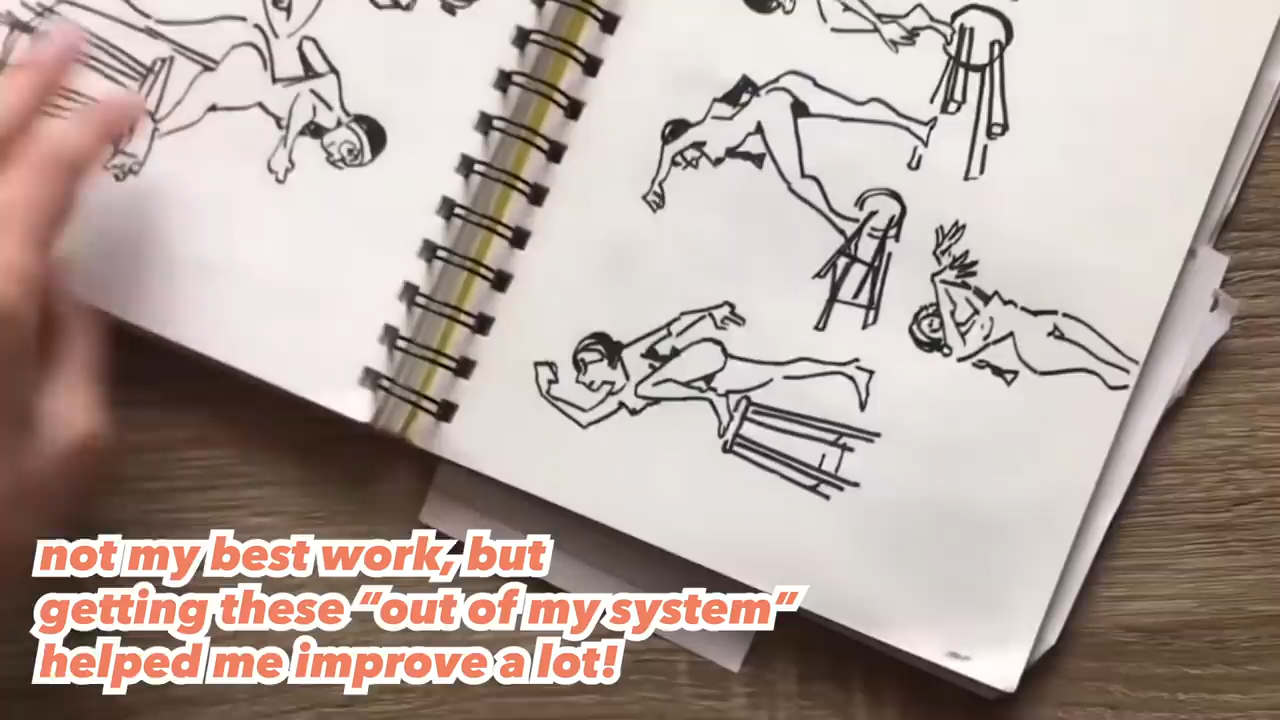 not my best work, but
getting these “out of my system”
helped me improve a lot!